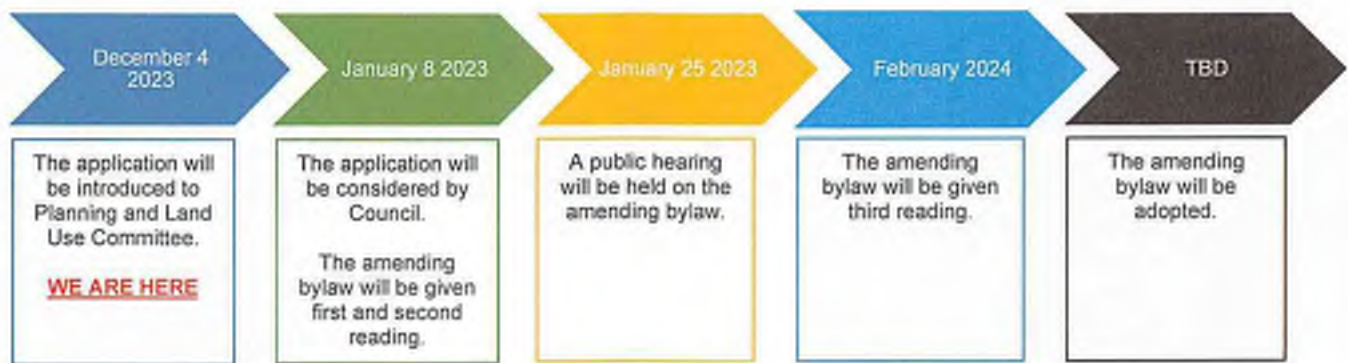 December 4
2023
January 8 2023
January 25 2023
February 2024
TBD
The application will
be introduced to
Planning and Land
Use Committee.
WE ARE HERE
The application will
be considered by
Council.
The amending
bylaw will be given
first and second
reading.
A public hearing
will be held on the
amending bylaw.
The amending
bylaw will be given
third reading.
The amending
bylaw will be
adopted.